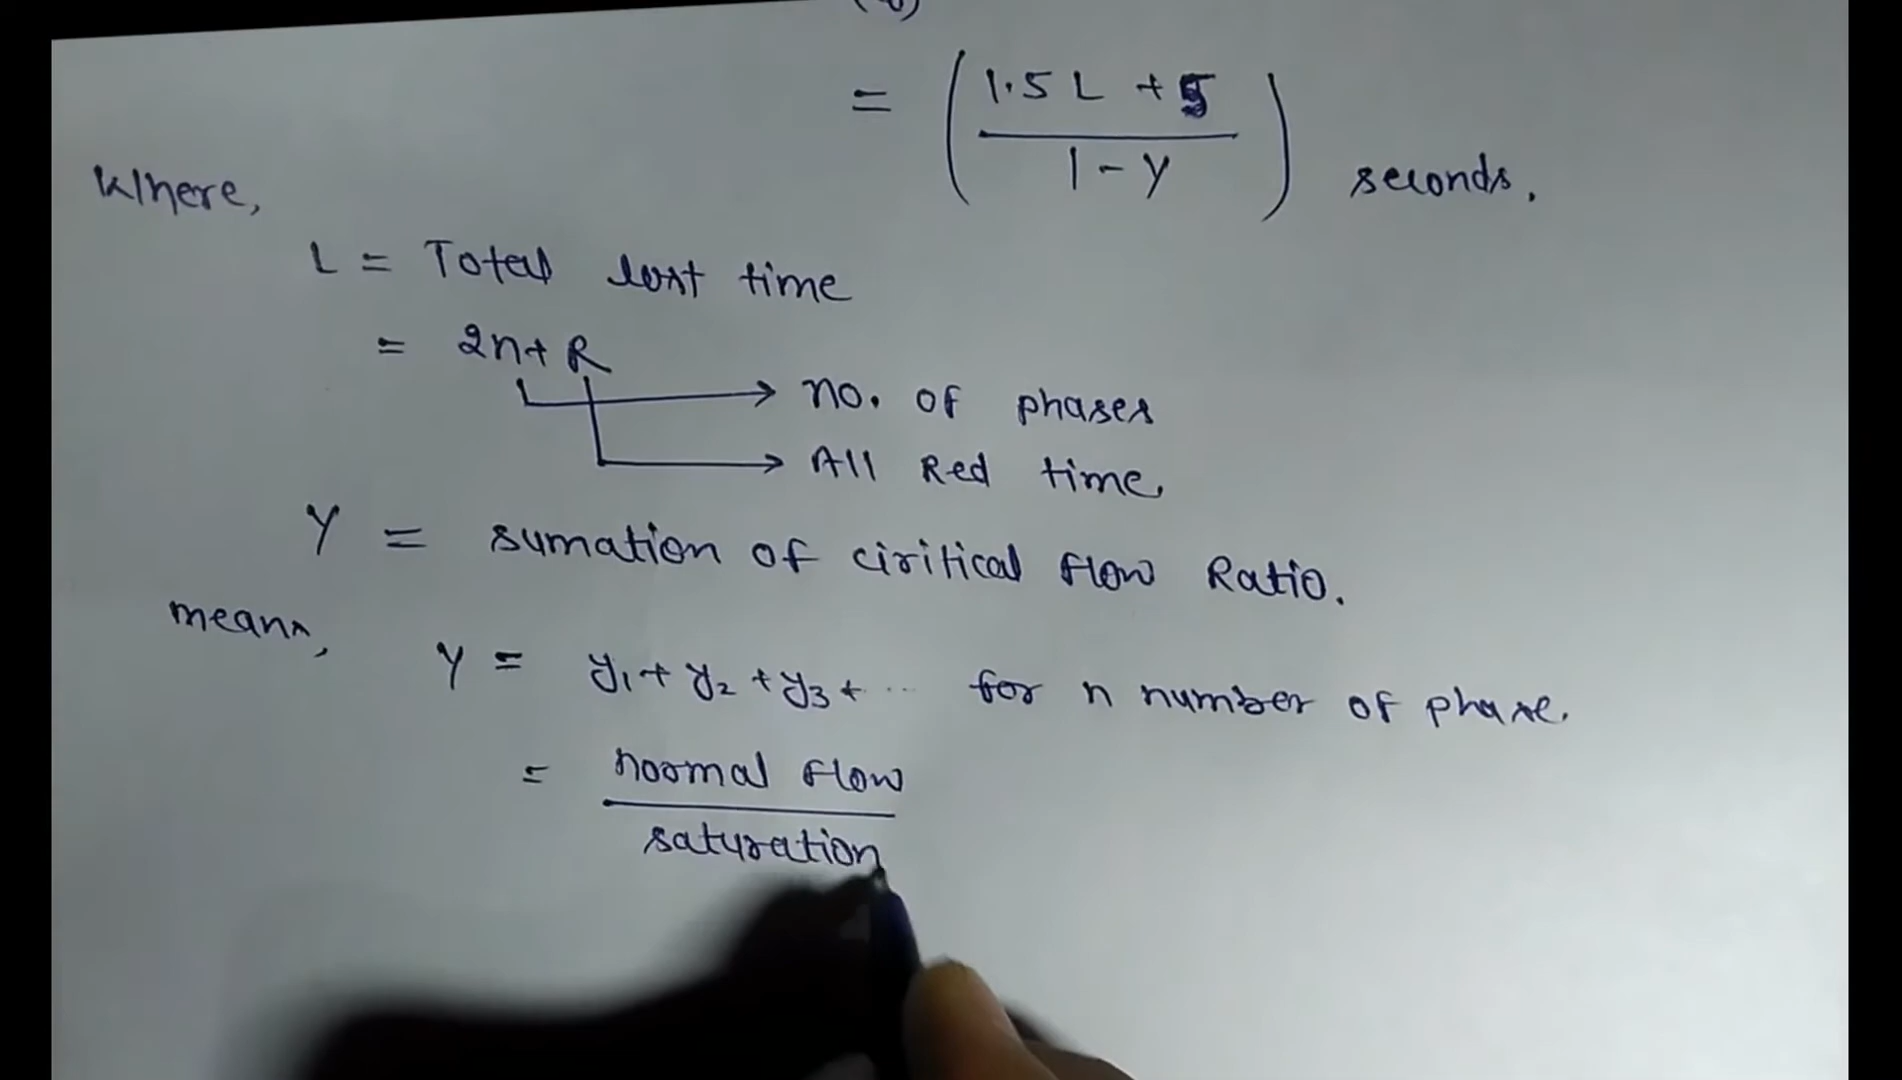 = ( 1.5 L + 5 / 1 - Y ) seconds.
Where,
L = Total lost time
= 2n + R
→ no. of phases
→ All Red time,
Y = sumation of ciritical flow Ratio.
means,
Y = y₁ + y₂ + y₃ + ... for n number of phase.
= normal flow
saturation